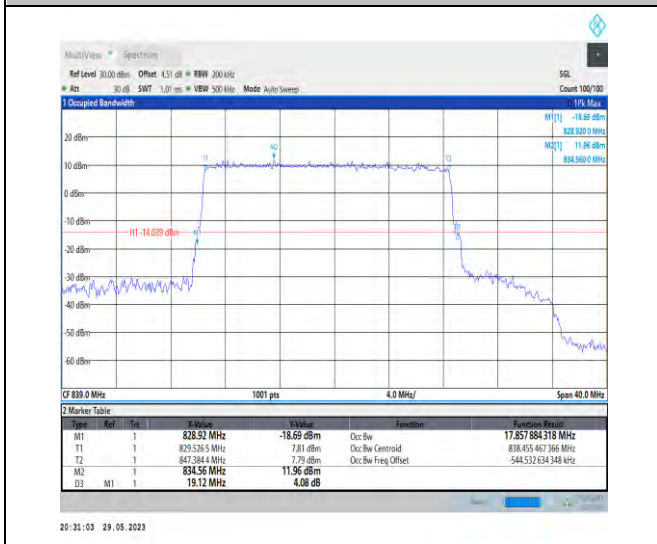 MultiView Spectrum
Ref Level 30.00 dBm Offset 4.51 dB RBW 200 kHz SGL
Att 30 dB SWT 1.01 ms VBW 500 kHz Mode Auto Sweep Count 100/100
1 Occupied Bandwidth 1Pk Max
M1[1] -18.69 dBm
828.9200 MHz
M2[1] 11.96 dBm
834.5600 MHz
20 dBm
M2
T1 T2
10 dBm
0 dBm
-10 dBm
H1 -14.039 dBm
M1 D3
-20 dBm
-30 dBm
-40 dBm
-50 dBm
-60 dBm
CF 839.0 MHz 1001 pts 4.0 MHz/ Span 40.0 MHz
2 Marker Table
Type Ref Trc X-Value Y-Value Function Function Result
M1 1 828.92 MHz -18.69 dBm Occ Bw 17.857 884 318 MHz
T1 1 829.526 5 MHz 7.81 dBm Occ Bw Centroid 838.455 467 366 MHz
T2 1 847.384 4 MHz 7.79 dBm Occ Bw Freq Offset -544.532 634 348 kHz
M2 1 834.56 MHz 11.96 dBm
D3 M1 1 19.12 MHz 4.08 dB
20:31:03 29.05.2023